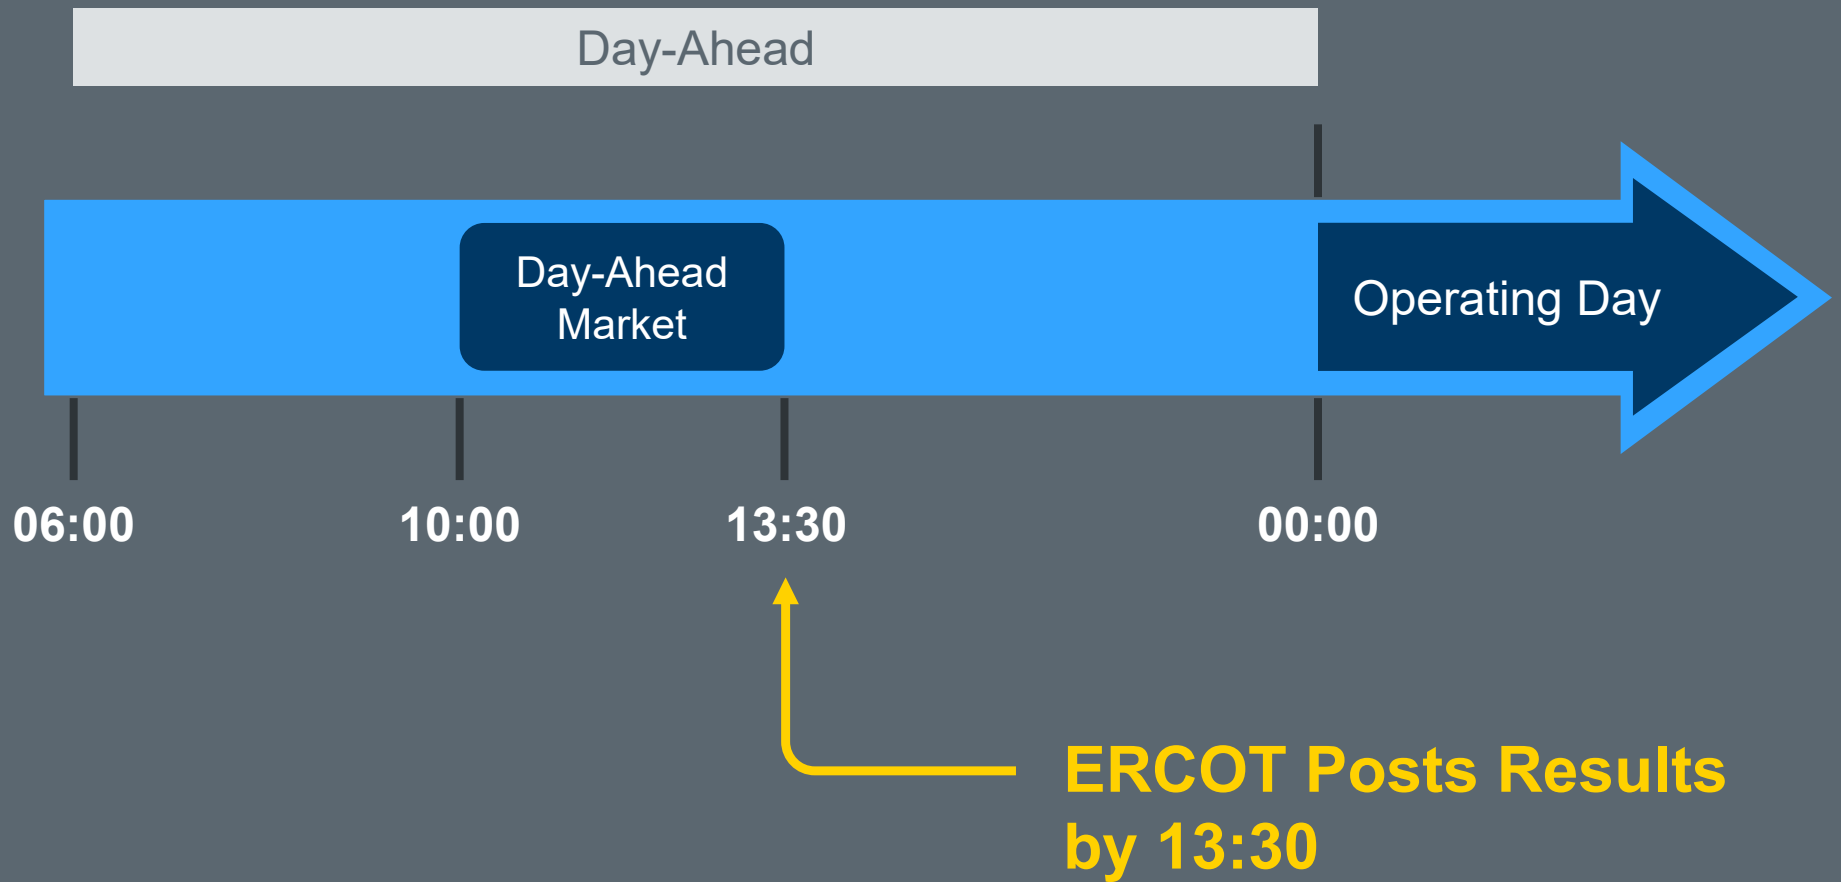 Day-Ahead
Day-Ahead
Market
Operating Day
06:00
10:00
13:30
00:00
ERCOT Posts Results
by 13:30